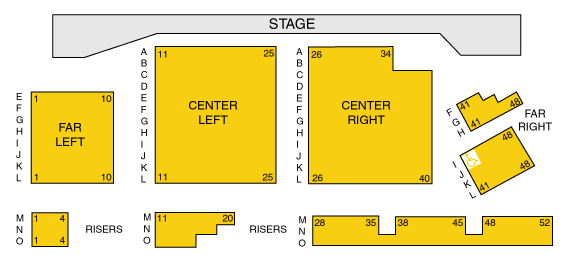 STAGE
A
B
C
D
E
F
G
H
I
J
K
L
11 25
CENTER
LEFT
11 25
A
B
C
D
E
F
G
H
I
J
K
L
26 34
CENTER
RIGHT
26 40
E
F
G
H
I
J
K
L
1 10
FAR
LEFT
1 10
F
G
H
41 48
41
FAR
RIGHT
I
J
K
L
48
41 48
M
N
O
1 4
1 4
RISERS
M
N
O
11 20
RISERS
M
N
O
28 35 38 45 48 52